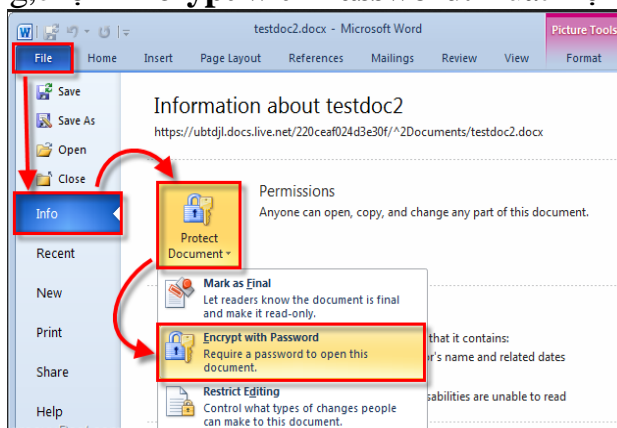 testdoc2.docx - Microsoft Word
Picture Tools
File Home Insert Page Layout References Mailings Review View Format
Save
Save As
Open
Close
Info
Recent
New
Print
Share
Help
Information about testdoc2
https://ubtdjl.docs.live.net/220ceaf024d3e30f/^2Documents/testdoc2.docx
Protect
Document
Permissions
Anyone can open, copy, and change any part of this document.
Mark as Final
Let readers know the document is final
and make it read-only.
Encrypt with Password
Require a password to open this
document.
Restrict Editing
Control what types of changes people
can make to this document.
that it contains:
r's name and related dates
sabilities are unable to read